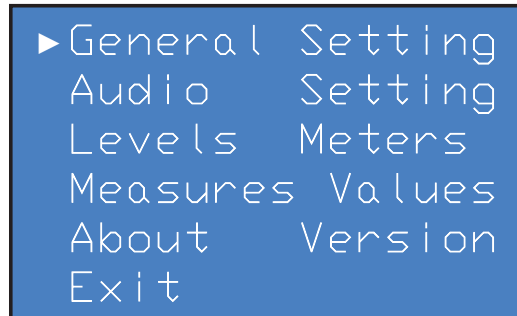 ►General Setting
Audio Setting
Levels Meters
Measures Values
About Version
Exit